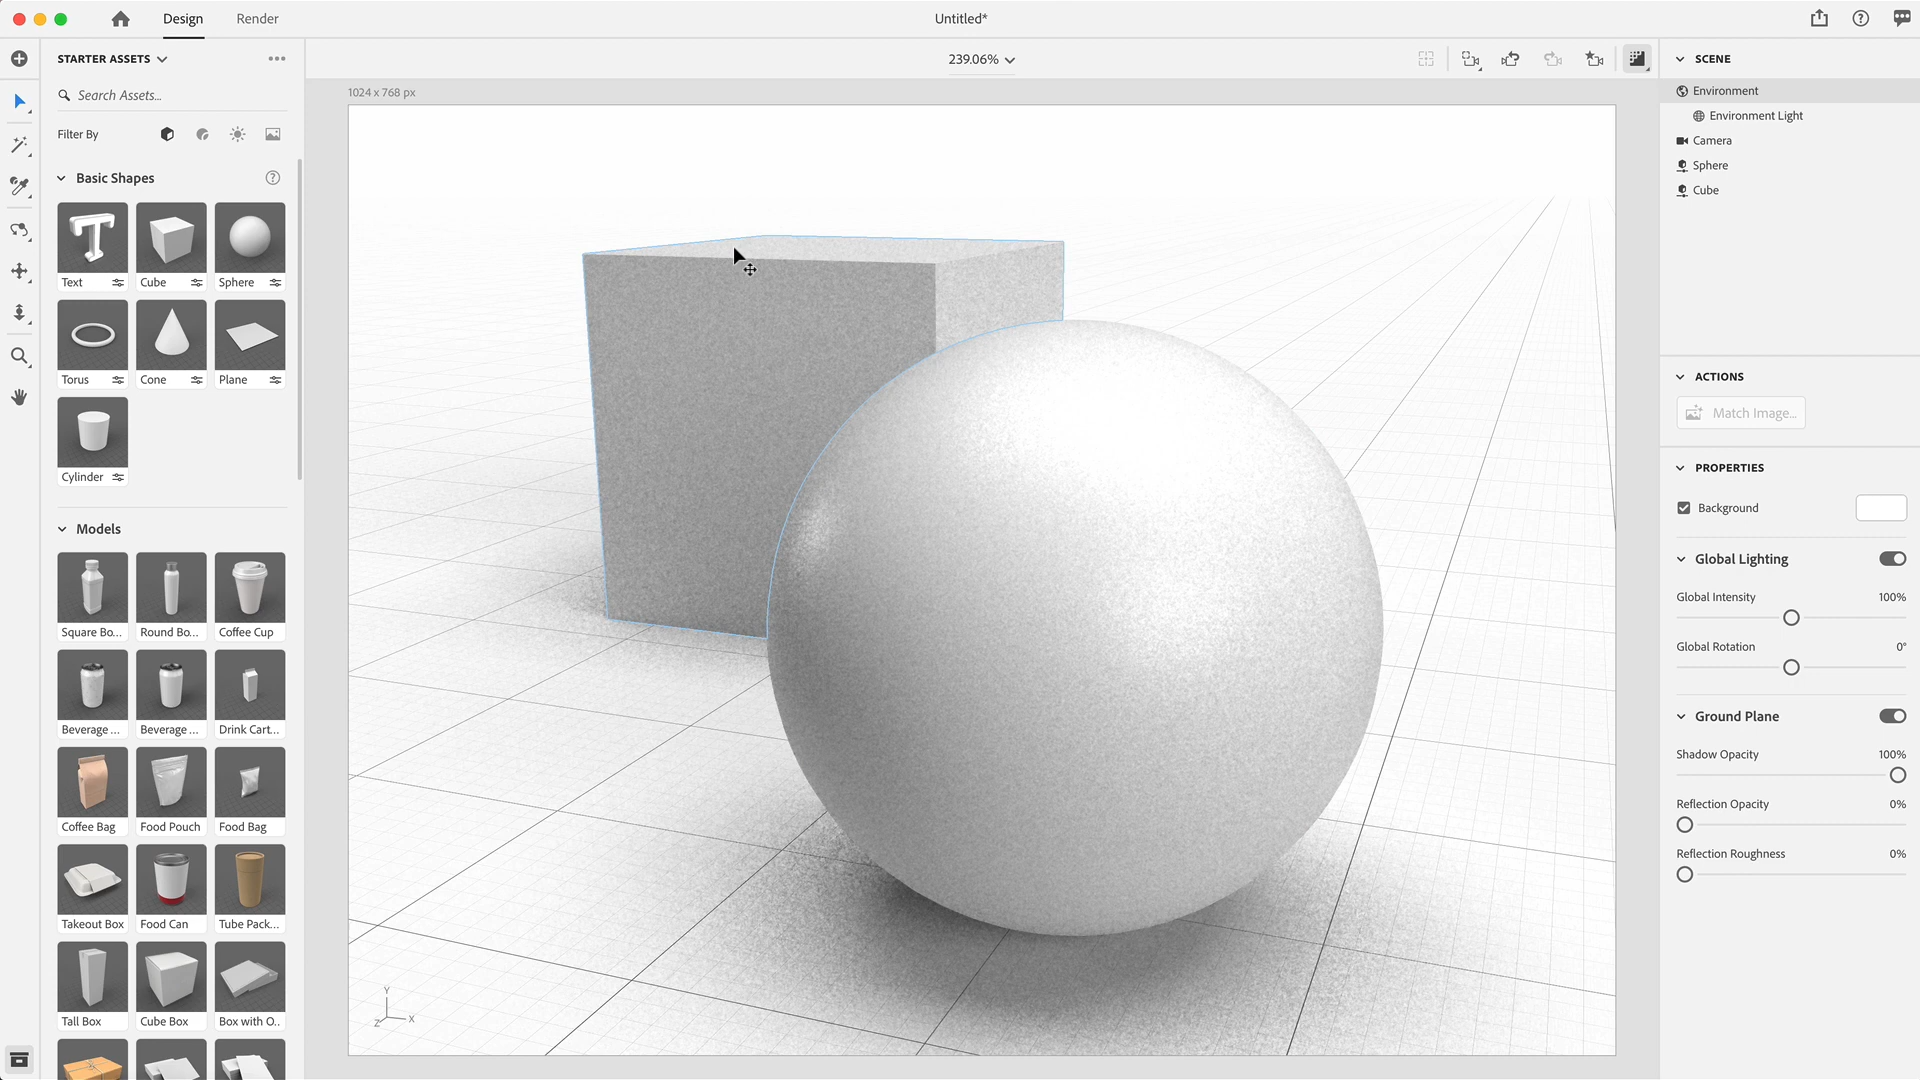 Design
Render
Untitled*
STARTER ASSETS
239.06%
SCENE
Search Assets...
1024 x 768 px
Environment
Environment Light
Filter By
Camera
Sphere
Cube
Basic Shapes
Text
Cube
Sphere
Torus
Cone
Plane
Cylinder
ACTIONS
Match Image...
PROPERTIES
Background
Models
Global Lighting
Global Intensity
100%
Global Rotation
0°
Square Bo...
Round Bo...
Coffee Cup
Beverage ...
Beverage ...
Drink Cart...
Ground Plane
Shadow Opacity
100%
Reflection Opacity
0%
Reflection Roughness
0%
Coffee Bag
Food Pouch
Food Bag
Takeout Box
Food Can
Tube Pack...
Tall Box
Cube Box
Box with O..
Y
Z
X